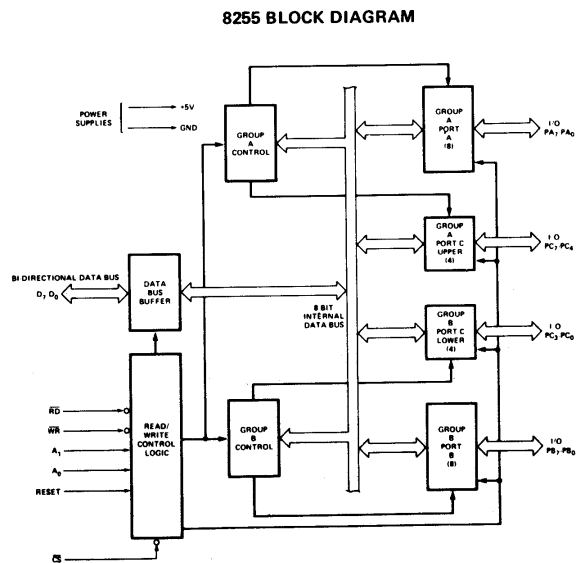 8255 BLOCK DIAGRAM
POWER
SUPPLIES
+5V
GND
GROUP
A
CONTROL
GROUP
A
PORT
A
(8)
I/O
PA7, PA0
GROUP
A
PORT C
UPPER
(4)
I O
PC7, PC4
BI DIRECTIONAL DATA BUS
D7, D0
DATA
BUS
BUFFER
8 BIT
INTERNAL
DATA BUS
GROUP
B
PORT C
LOWER
(4)
I O
PC3, PC0
RD
WR
A1
A0
RESET
CS
READ/
WRITE
CONTROL
LOGIC
GROUP
B
CONTROL
GROUP
B
PORT
B
(8)
I/O
PB7, PB0